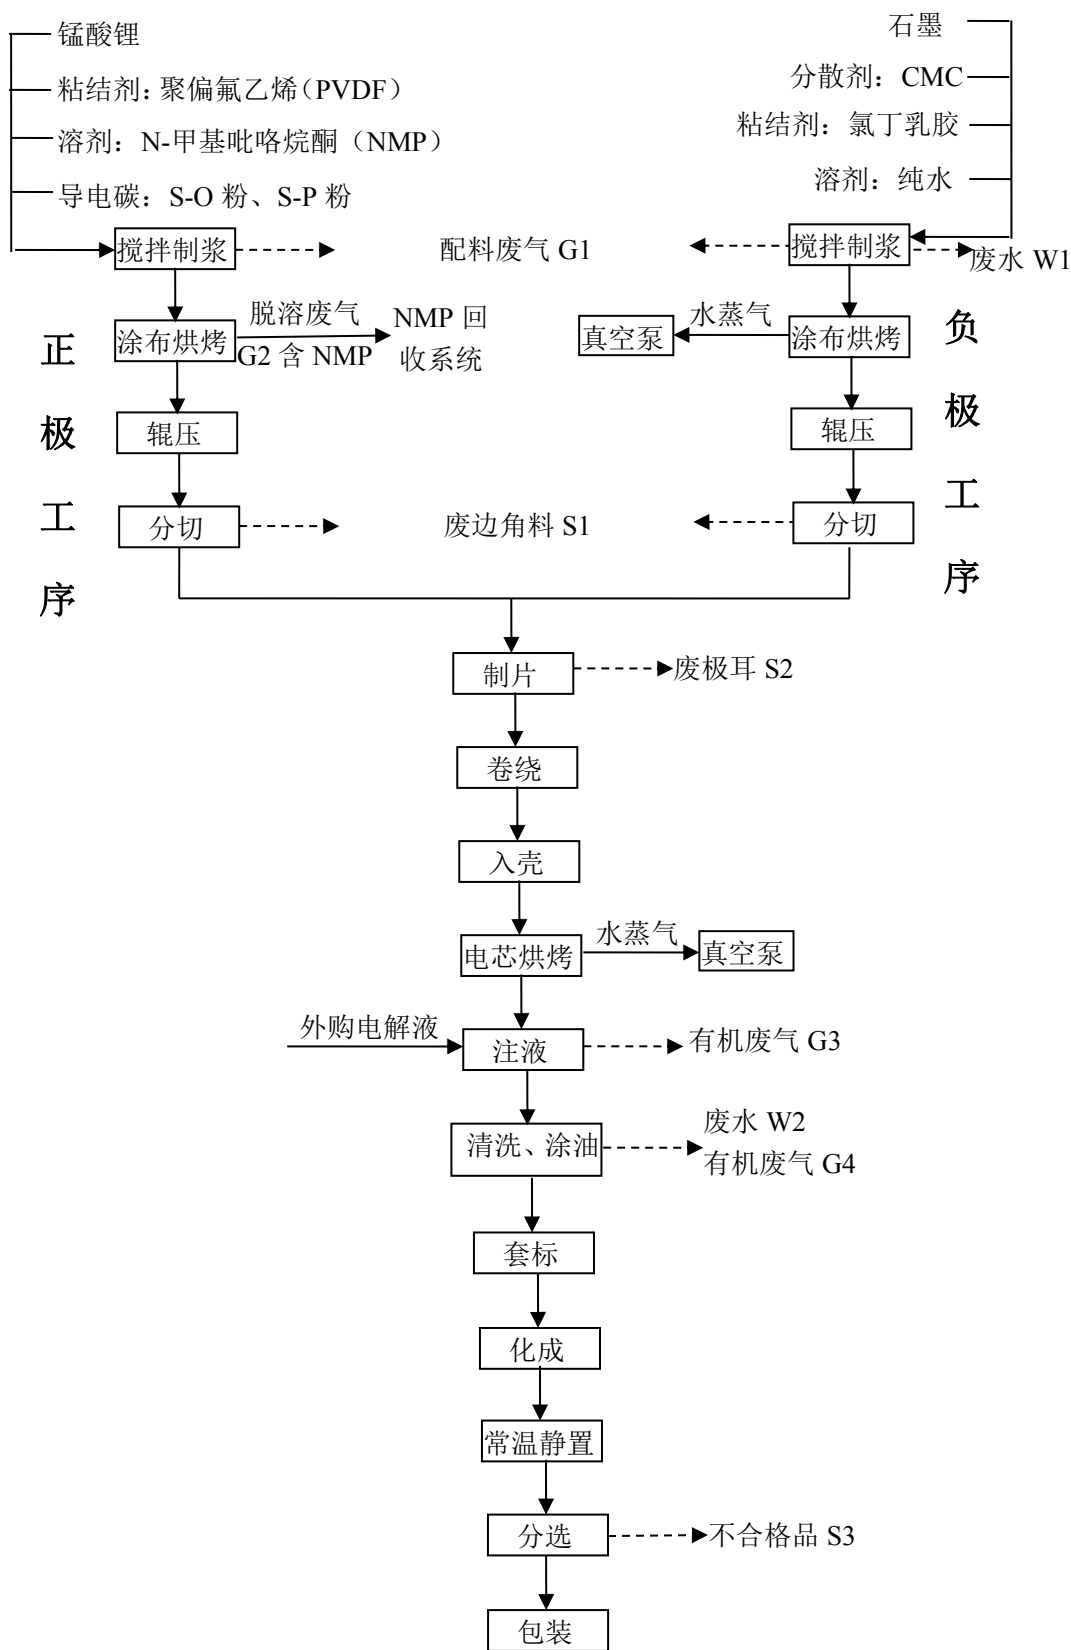 锰酸锂
粘结剂：聚偏氟乙烯（PVDF）
溶剂：N-甲基吡咯烷酮（NMP）
导电碳：S-O 粉、S-P 粉
石墨
分散剂：CMC
粘结剂：氯丁乳胶
溶剂：纯水
搅拌制浆
配料废气 G1
搅拌制浆
废水 W1
正极工序
涂布烘烤
脱溶废气
G2 含 NMP
NMP 回
收系统
真空泵
水蒸气
涂布烘烤
负极工序
辊压
辊压
分切
废边角料 S1
分切
制片
废极耳 S2
卷绕
入壳
电芯烘烤
水蒸气
真空泵
外购电解液
注液
有机废气 G3
清洗、涂油
废水 W2
有机废气 G4
套标
化成
常温静置
分选
不合格品 S3
包装